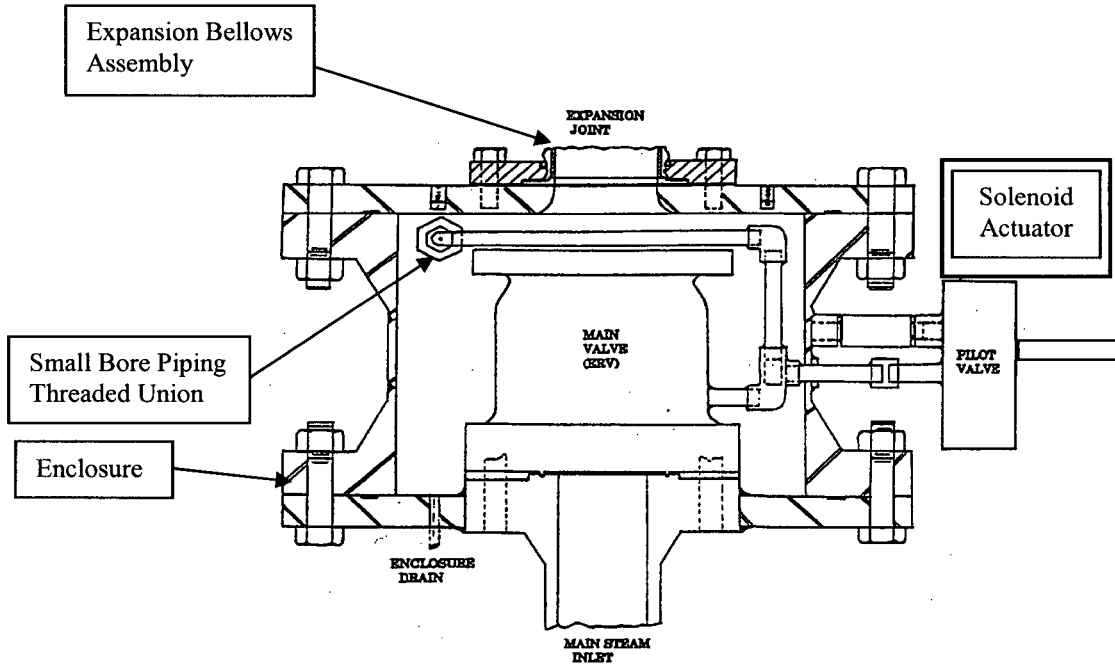 Expansion Bellows
Assembly
EXPANSION
JOINT
Solenoid
Actuator
Small Bore Piping
Threaded Union
MAIN
VALVE
(ERV)
PILOT
VALVE
Enclosure
ENCLOSURE
DRAIN
MAIN STEAM
INLET